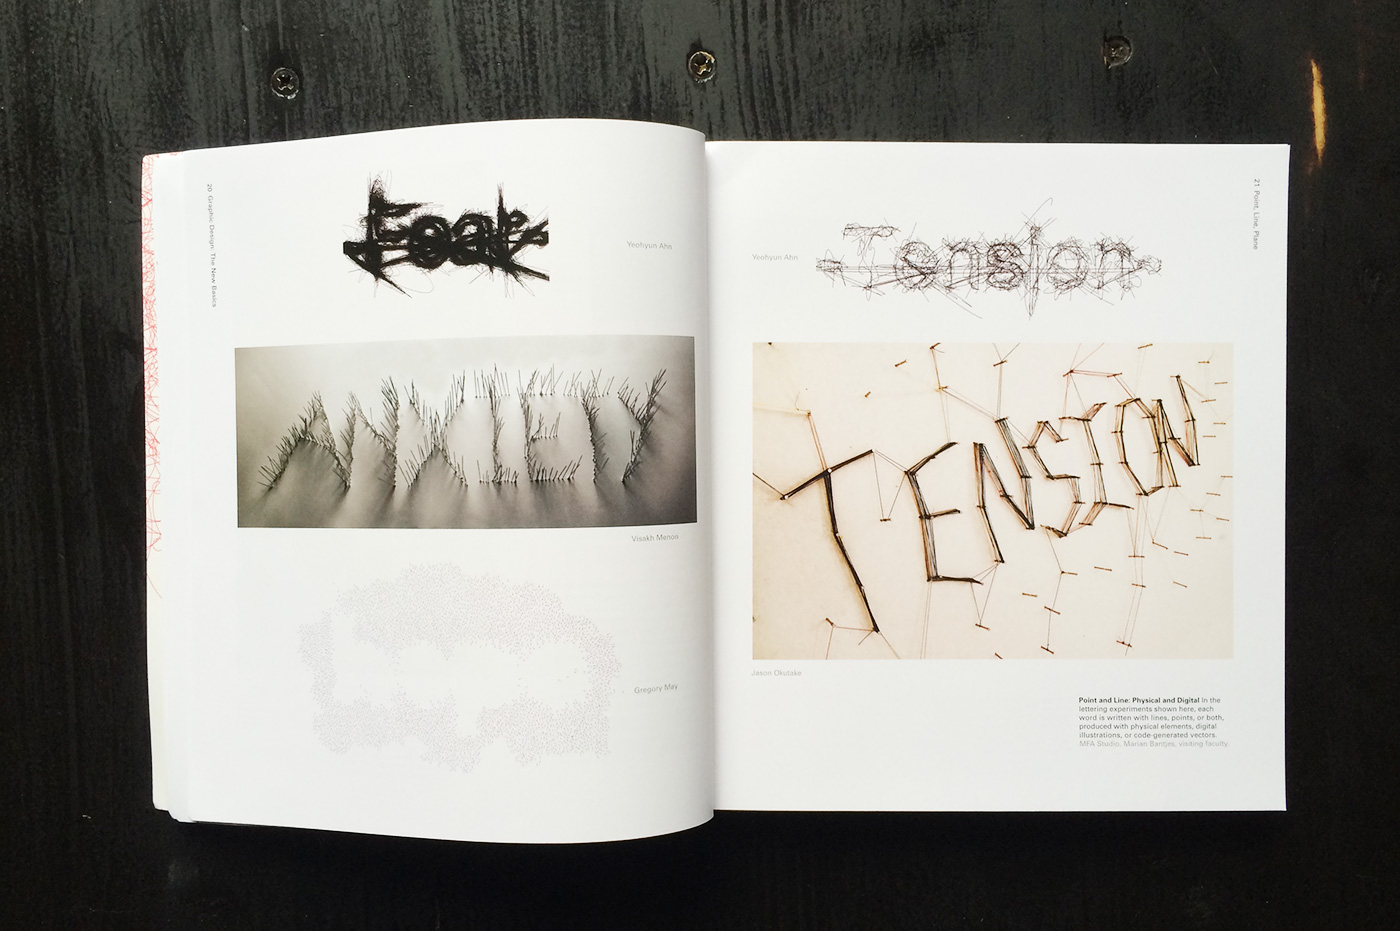 20 Graphic Design: The New Basics
Yeohyun Ahn
ANXIETY
Visakh Menon
Gregory May
21 Point, Line, Plane
Tension
Yeohyun Ahn
TENSION
Jason Okutake
Point and Line: Physical and Digital In the
lettering experiments shown here, each
word is written with lines, points, or both,
produced with physical elements, digital
illustrations, or code-generated vectors.
MFA Studio. Marian Bantjes, visiting faculty.